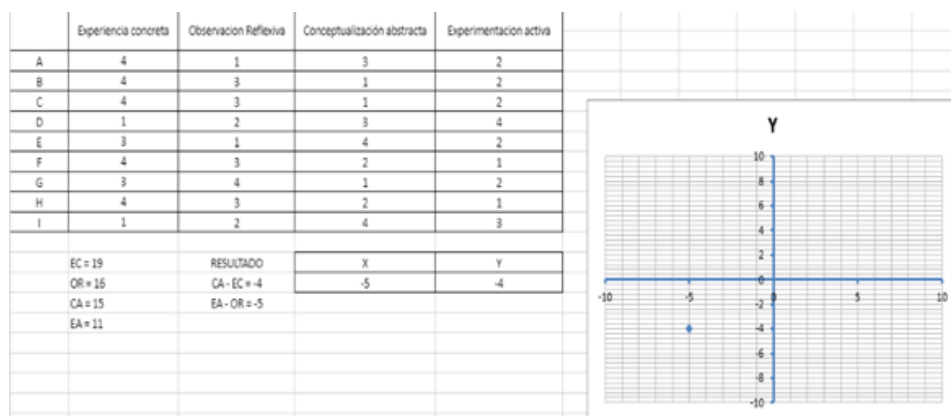 Experiencia concreta Observacion Reflexiva Conceptualización abstracta Experimentacion activa
A 4 1 3 2
B 4 3 1 2
C 4 3 1 2
D 1 2 3 4
E 3 1 4 2
F 4 3 2 1
G 3 4 1 2
H 4 3 2 1
I 1 2 4 3
EC = 19 RESULTADO X Y
OR = 16 CA - EC = -4 -5 -4
CA = 15 EA - OR = -5
EA = 11
Y
10
8
6
4
2
0
-10 -5 5 10
-2
-4
-6
-8
-10